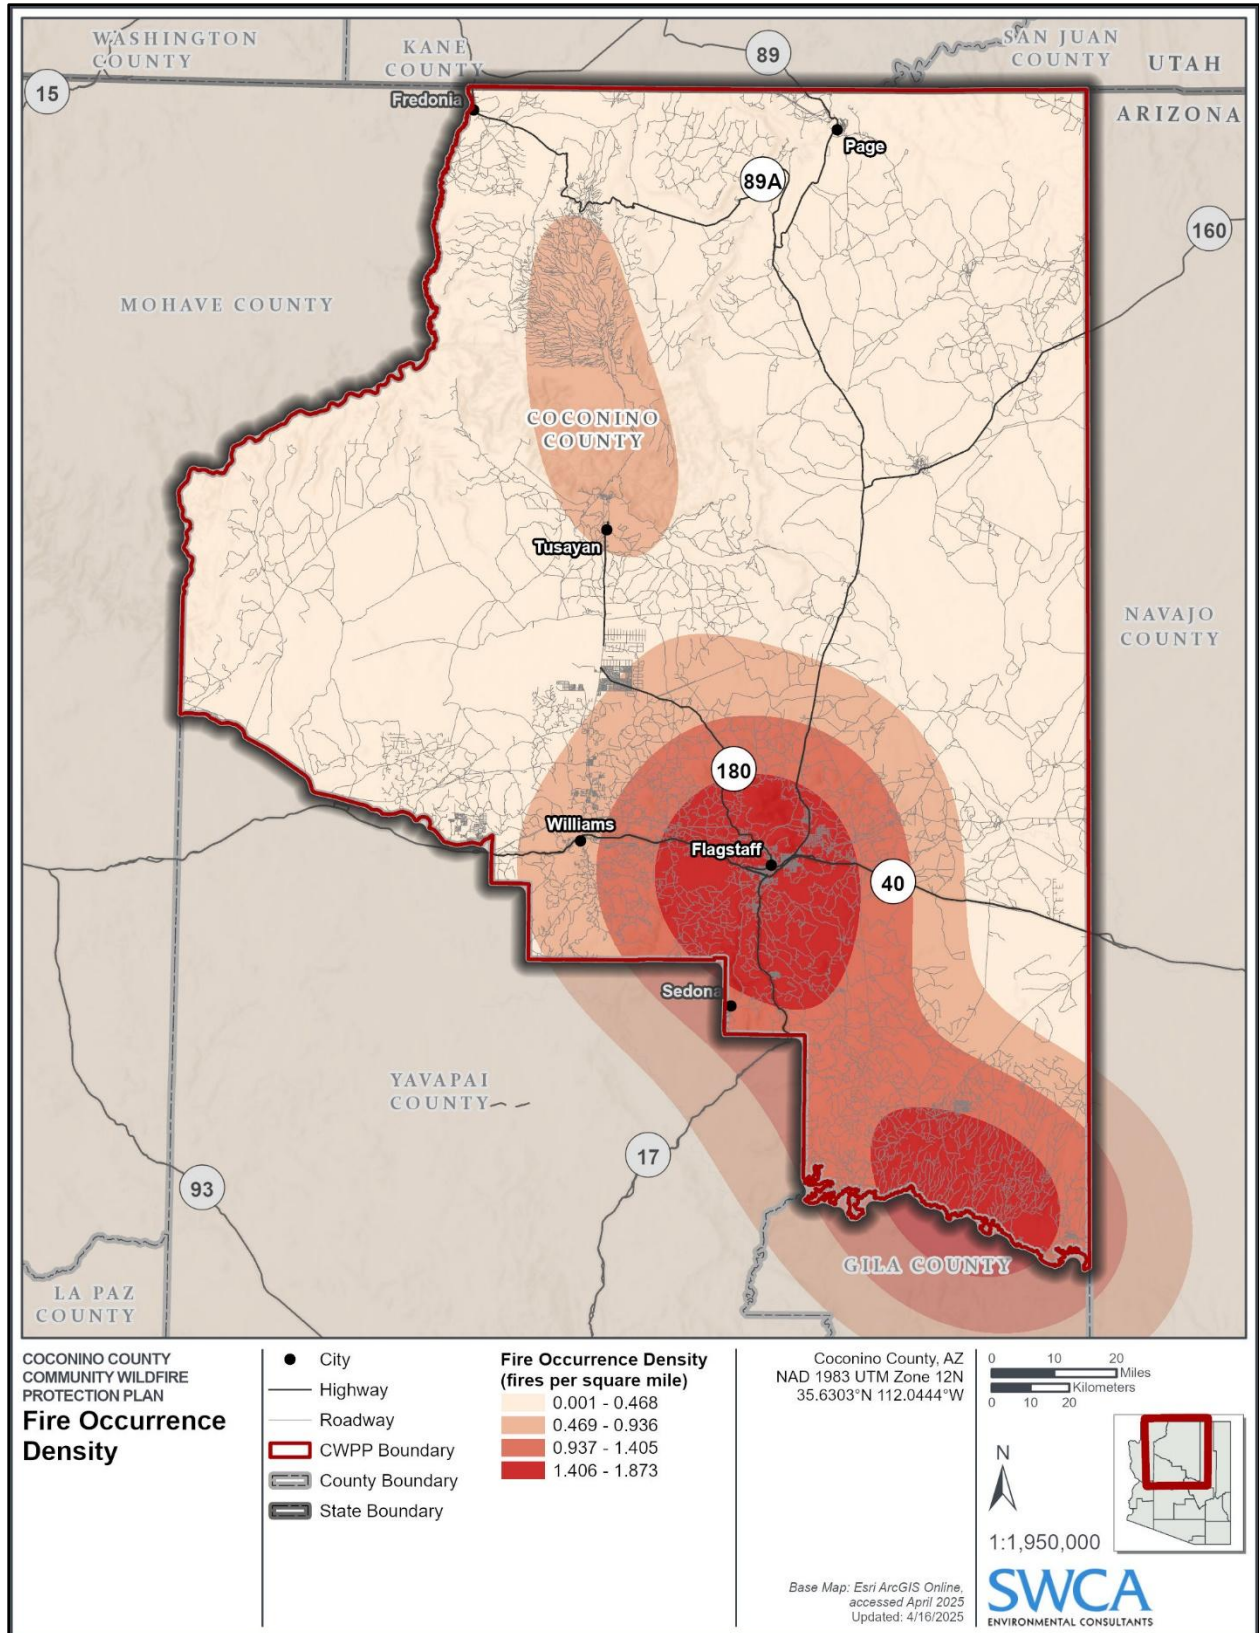 WASHINGTON
COUNTY
KANE
COUNTY
89
SAN JUAN
COUNTY
UTAH
15
Fredonia
ARIZONA
Page
89A
160
MOHAVE COUNTY
COCONINO
COUNTY
Tusayan
NAVAJO
COUNTY
180
Williams
Flagstaff
40
Sedona
YAVAPAI
COUNTY
17
93
GILA COUNTY
LA PAZ
COUNTY
COCONINO COUNTY
COMMUNITY WILDFIRE
PROTECTION PLAN
Fire Occurrence
Density
City
Highway
Roadway
CWPP Boundary
County Boundary
State Boundary
Fire Occurrence Density
(fires per square mile)
0.001 - 0.468
0.469 - 0.936
0.937 - 1.405
1.406 - 1.873
Coconino County, AZ
NAD 1983 UTM Zone 12N
35.6303°N 112.0444°W
Base Map: Esri ArcGIS Online,
accessed April 2025
Updated: 4/16/2025
0 10 20
Miles
Kilometers
0 10 20
N
1:1,950,000
SWCA
ENVIRONMENTAL CONSULTANTS